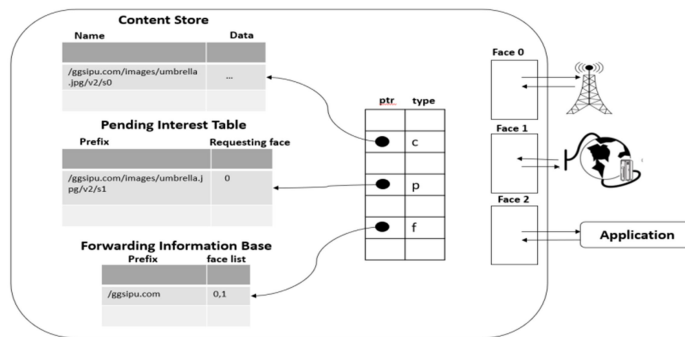 Content Store
Name Data
/ggsipu.com/images/umbrella
.jpg/v2/s0 ...
Pending Interest Table
Prefix Requesting face
/ggsipu.com/images/umbrella.j
pg/v2/s1 0
Forwarding Information Base
Prefix face list
/ggsipu.com 0,1
ptr type
c
p
f
Face 0
Face 1
Face 2
Application